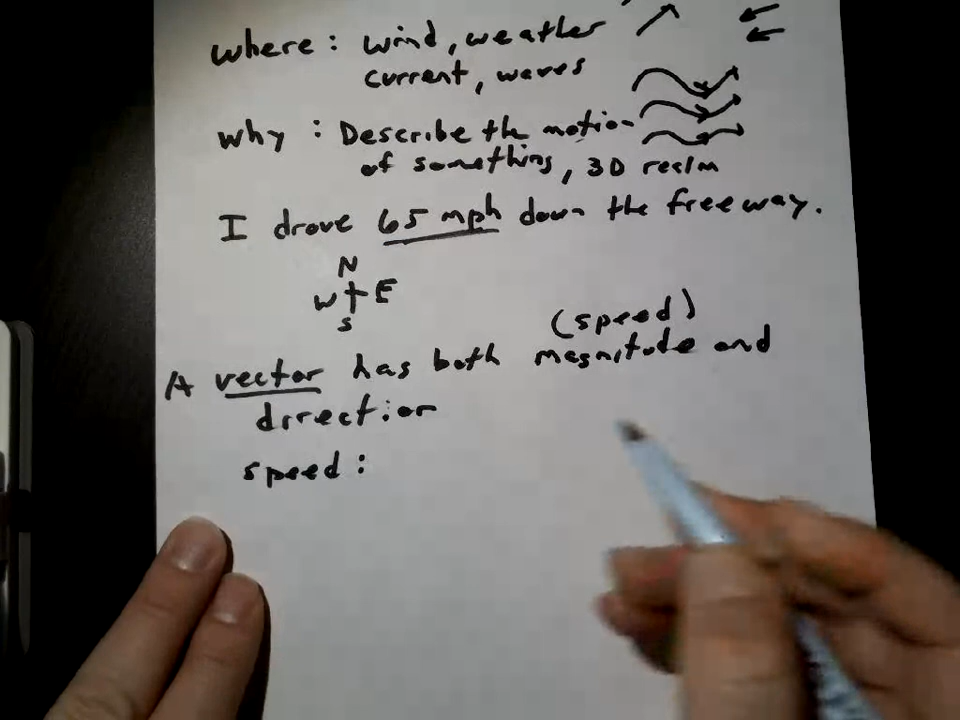 where : wind, weather
current, waves
why : Describe the motion
of something, 3D realm
I drove 65 mph down the freeway.
N
W E
S
(speed)
A vector has both magnitude and
direction
speed :